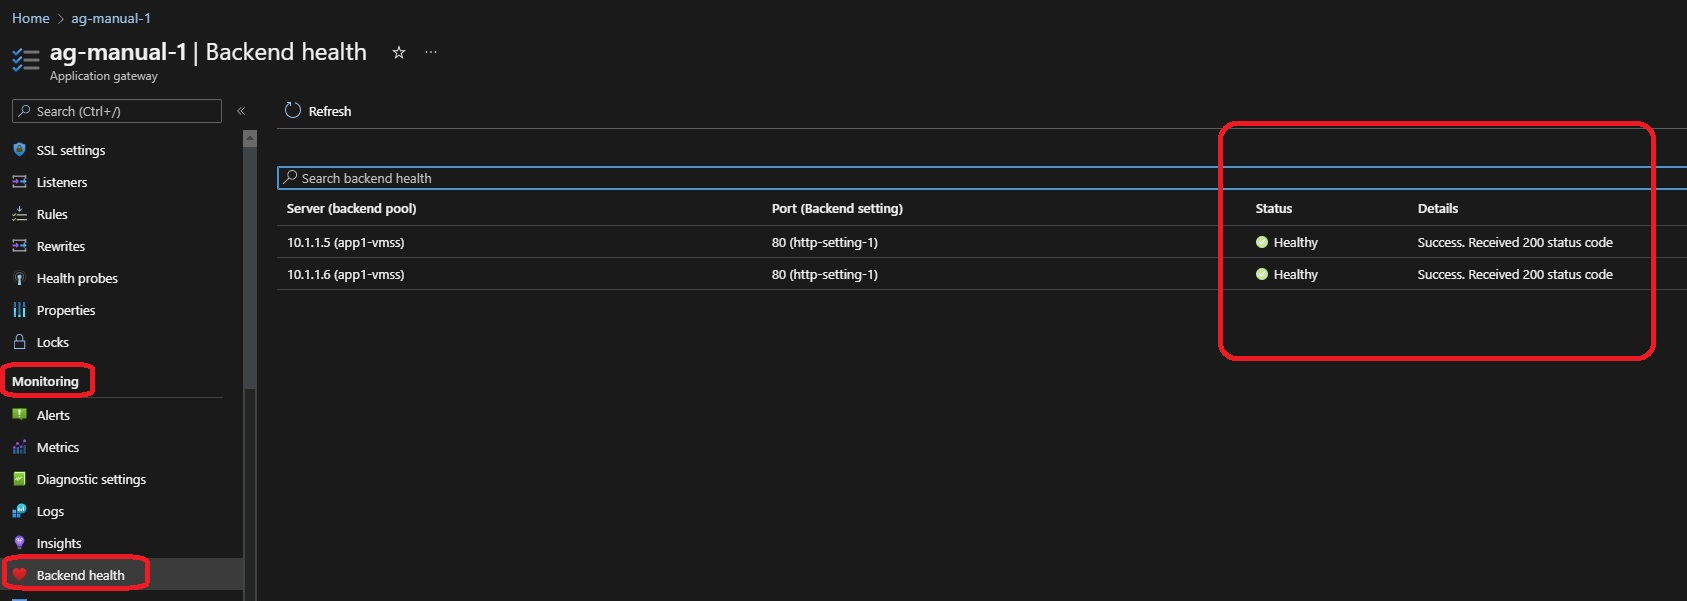 Home > ag-manual-1
ag-manual-1 | Backend health
Application gateway
Search (Ctrl+/)
«
SSL settings
Listeners
Rules
Rewrites
Health probes
Properties
Locks
Monitoring
Alerts
Metrics
Diagnostic settings
Logs
Insights
Backend health
Refresh
Search backend health
Server (backend pool) Port (Backend setting) Status Details
10.1.1.5 (app1-vmss) 80 (http-setting-1) Healthy Success. Received 200 status code
10.1.1.6 (app1-vmss) 80 (http-setting-1) Healthy Success. Received 200 status code